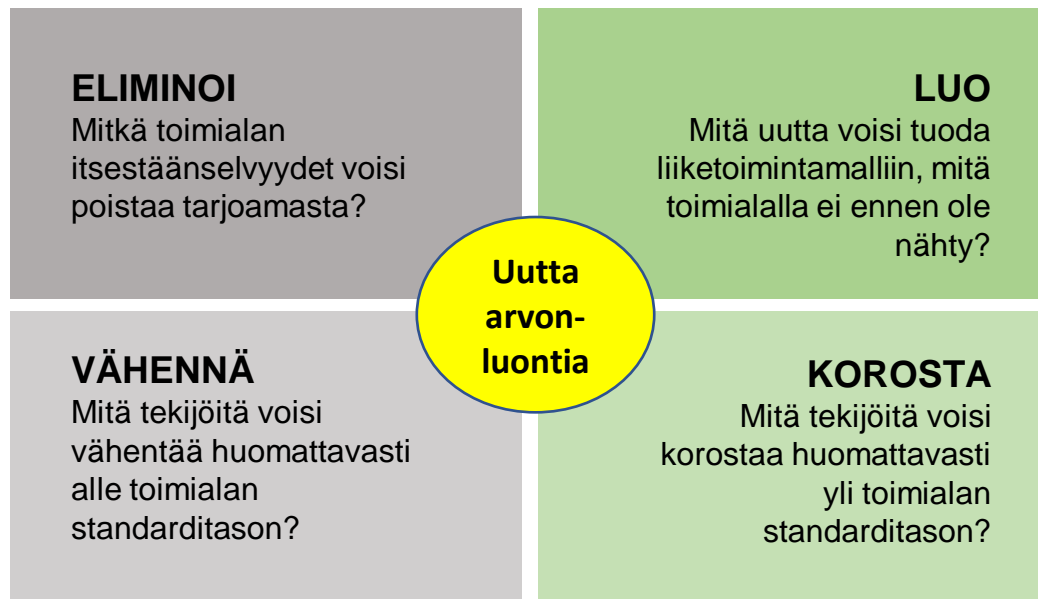 ELIMINOI
Mitkä toimialan
itsestäänselvyydet voisi
poistaa tarjoamasta?
LUO
Mitä uutta voisi tuoda
liiketoimintamalliin, mitä
toimialalla ei ennen ole
nähty?
Uutta
arvon-
luontia
VÄHENNÄ
Mitä tekijöitä voisi
vähentää huomattavasti
alle toimialan
standarditason?
KOROSTA
Mitä tekijöitä voisi
korostaa huomattavasti
yli toimialan
standarditason?